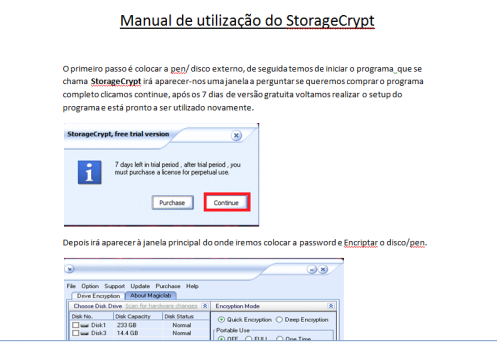 Manual de utilização do StorageCrypt
O primeiro passo é colocar a pen/ disco externo, de seguida temos de iniciar o programa que se
chama StorageCrypt irá aparecer-nos uma janela a perguntar se queremos comprar o programa
completo clicamos continue, após os 7 dias de versão gratuita voltamos realizar o setup do
programa e está pronto a ser utilizado novamente.
StorageCrypt, free trial version
7 days left in trial period , after trial period , you
must purchase a license for perpetual use.
Purchase Continue
Depois irá aparecer à janela principal do onde iremos colocar a password e Encriptar o disco/pen.
File Option Support Update Purchase Help
Drive Encryption About Magiclab
Choose Disk Drive Scan for hardware changes Encryption Mode
Disk No. Disk Capacity Disk Status Quick Encryption Deep Encryption
Disk1 233 GB Normal Portable Use
Disk3 14.4 GB Normal OFF FULL One Time